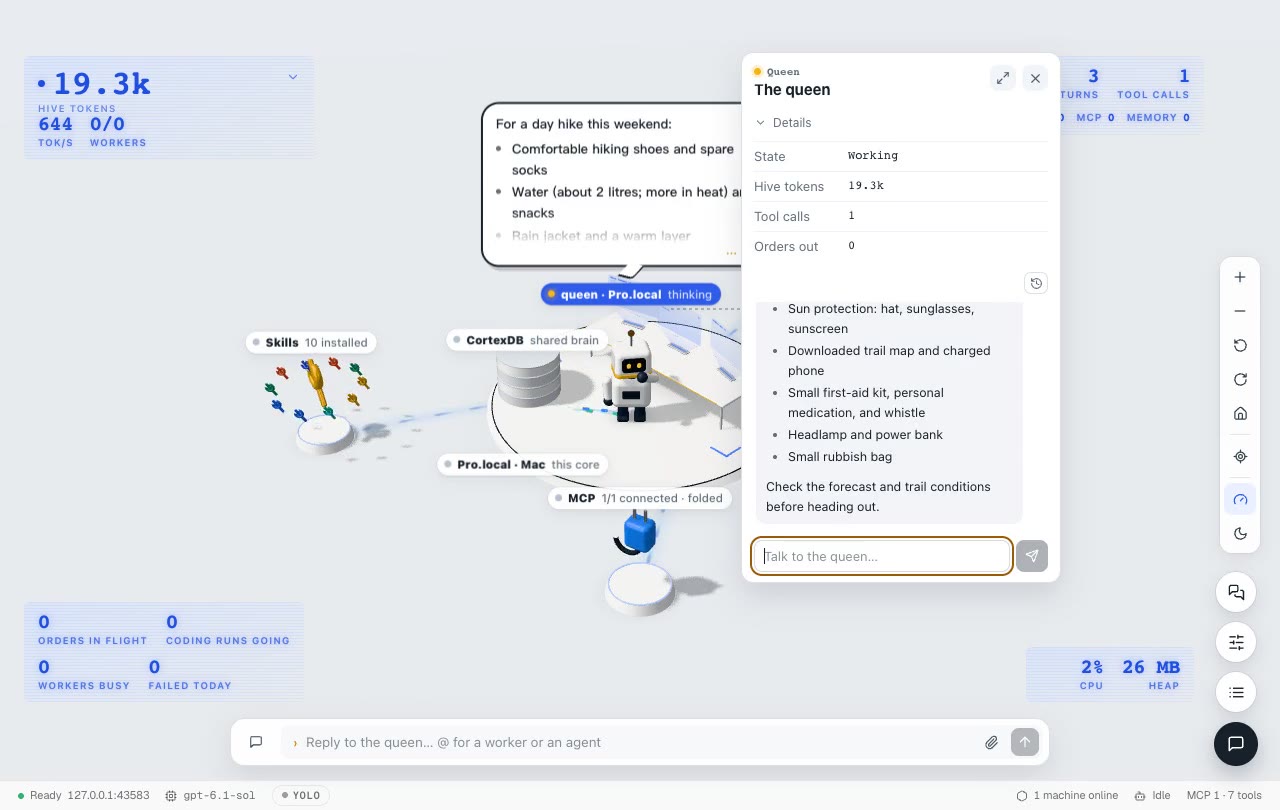 19.3k
HIVE TOKENS
644 0/0
TOK/S WORKERS
3 1
TURNS TOOL CALLS
MCP 0 MEMORY 0
For a day hike this weekend:
• Comfortable hiking shoes and spare
socks
• Water (about 2 litres; more in heat)
snacks
• Rain jacket and a warm layer
...
queen · Pro.local thinking
Skills 10 installed
CortexDB shared brain
Pro.local · Mac this core
MCP 1/1 connected · folded
Queen
The queen
Details
State Working
Hive tokens 19.3k
Tool calls 1
Orders out 0
• Sun protection: hat, sunglasses,
sunscreen
• Downloaded trail map and charged
phone
• Small first-aid kit, personal
medication, and whistle
• Headlamp and power bank
• Small rubbish bag
Check the forecast and trail conditions
before heading out.
Talk to the queen...
0 0
ORDERS IN FLIGHT CODING RUNS GOING
0 0
WORKERS BUSY FAILED TODAY
2% 26 MB
CPU HEAP
› Reply to the queen... @ for a worker or an agent
Ready 127.0.0.1:43583 gpt-6.1-sol YOLO 1 machine online Idle MCP 1 · 7 tools